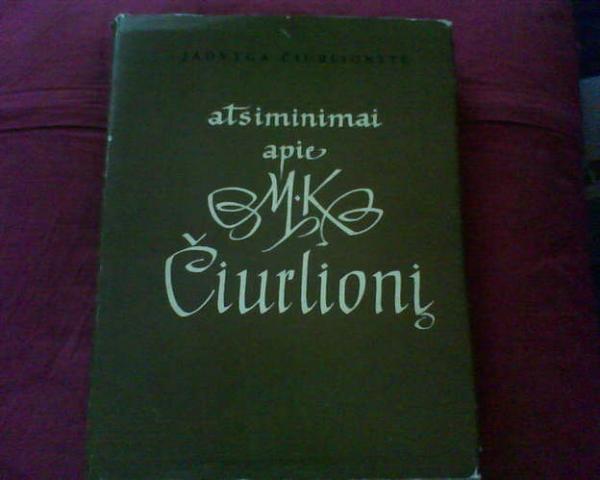 JADVYGA ČIURLIONYTĖ
atsiminimai
apie
M.K
Čiurlionį